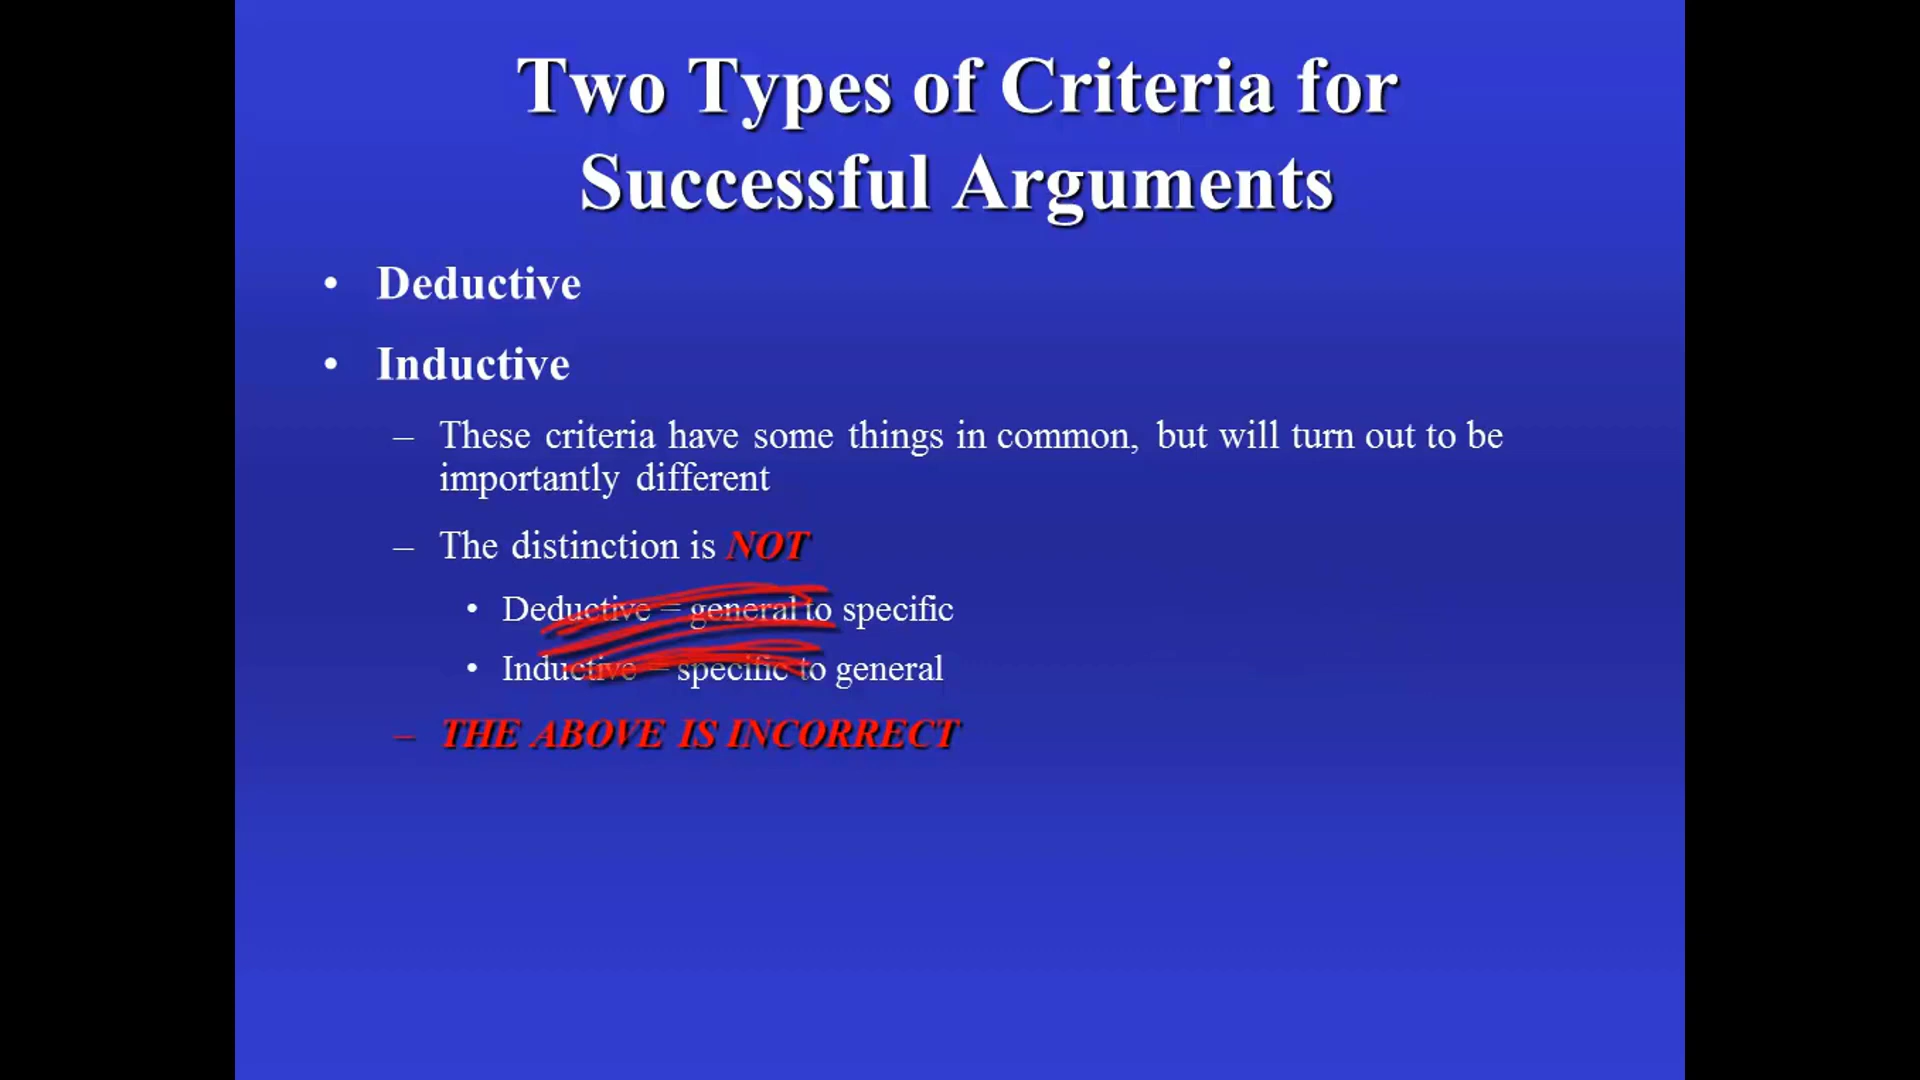 Two Types of Criteria for
Successful Arguments
• Deductive
• Inductive
– These criteria have some things in common, but will turn out to be
importantly different
– The distinction is NOT
• Deductive = general to specific
• Inductive = specific to general
– THE ABOVE IS INCORRECT